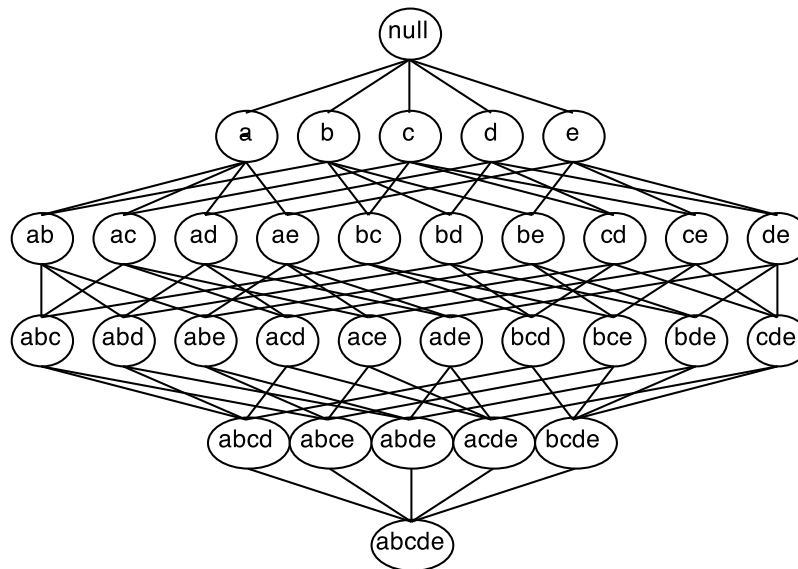 null
a b c d e
ab ac ad ae bc bd be cd ce de
abc abd abe acd ace ade bcd bce bde cde
abcd abce abde acde bcde
abcde